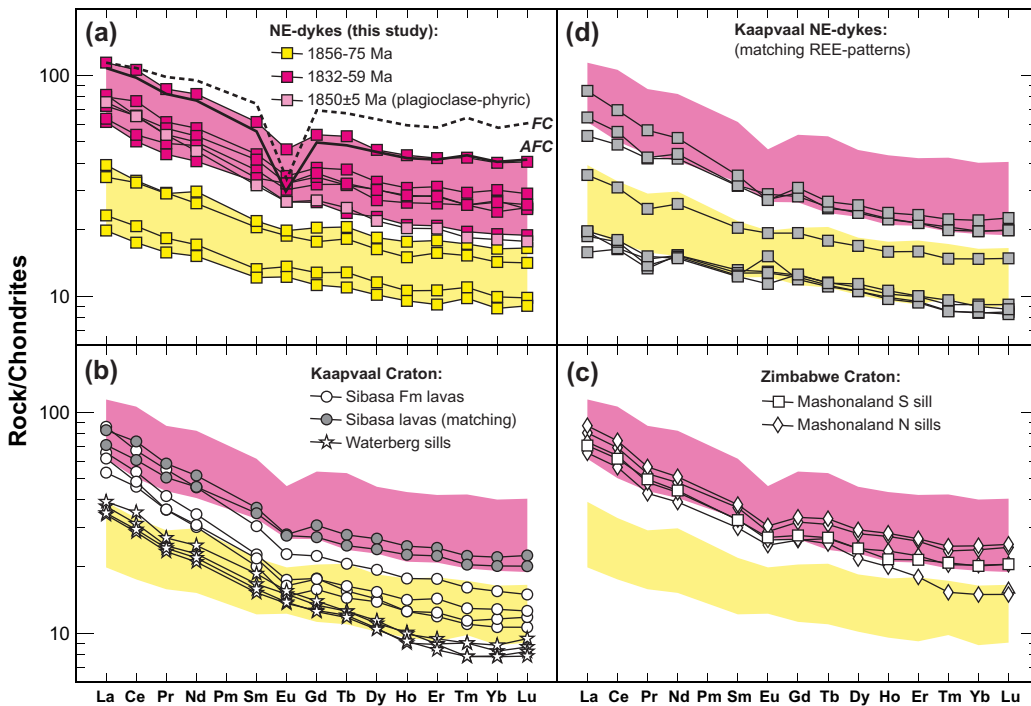 (a)
NE-dykes (this study):
1856-75 Ma
1832-59 Ma
1850±5 Ma (plagioclase-phyric)
FC
AFC
100
10
(d)
Kaapvaal NE-dykes:
(matching REE-patterns)
Rock/Chondrites
(b)
Kaapvaal Craton:
Sibasa Fm lavas
Sibasa lavas (matching)
Waterberg sills
100
10
(c)
Zimbabwe Craton:
Mashonaland S sill
Mashonaland N sills
La Ce Pr Nd Pm Sm Eu Gd Tb Dy Ho Er Tm Yb Lu
La Ce Pr Nd Pm Sm Eu Gd Tb Dy Ho Er Tm Yb Lu